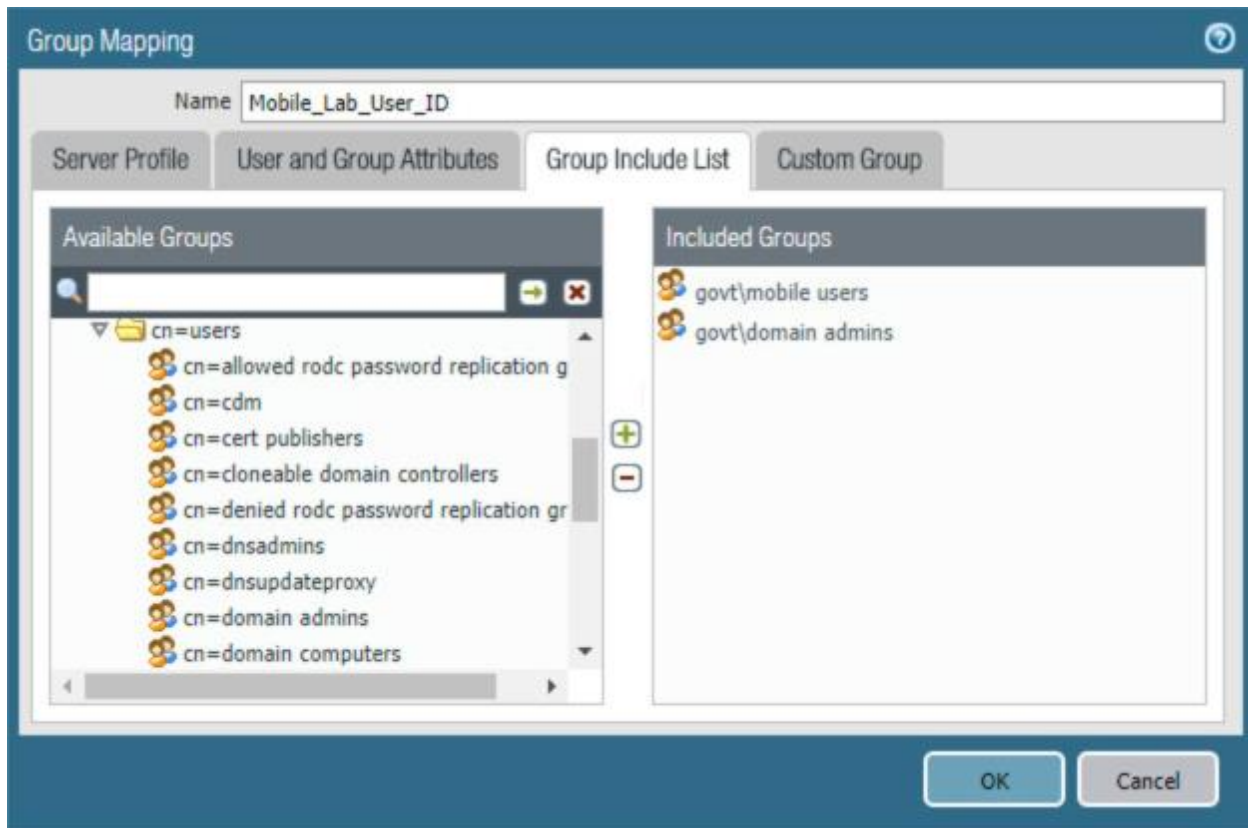 Group Mapping
Name Mobile_Lab_User_ID
Server Profile User and Group Attributes Group Include List Custom Group
Available Groups
cn=users
cn=allowed rodc password replication g
cn=cdm
cn=cert publishers
cn=cloneable domain controllers
cn=denied rodc password replication gr
cn=dnsadmins
cn=dnsupdateproxy
cn=domain admins
cn=domain computers
Included Groups
govt\mobile users
govt\domain admins
OK Cancel